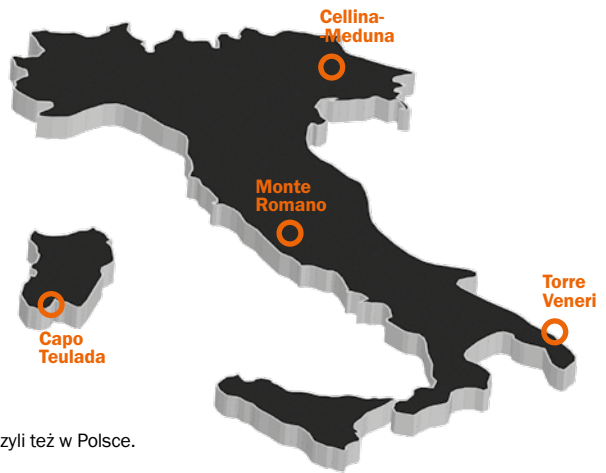 Cellina-
-Meduna
Monte
Romano
Torre
Veneri
Capo
Teulada
zyli też w Polsce.